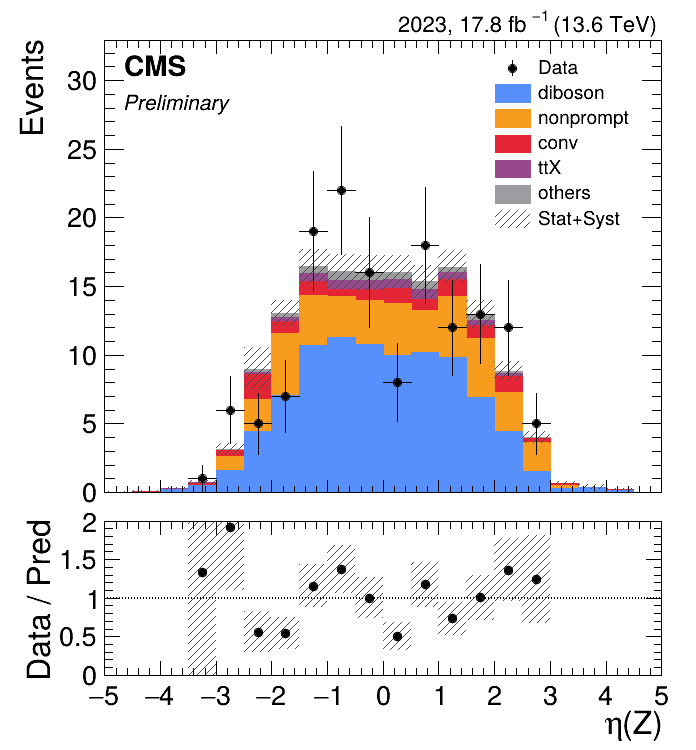 2023, 17.8 fb⁻¹ (13.6 TeV)
CMS
Preliminary
Events
30
25
20
15
10
5
0
Data
diboson
nonprompt
conv
ttX
others
Stat+Syst
Data / Pred
2
1.5
1
0.5
0
−5 −4 −3 −2 −1 0 1 2 3 4 5
η(Z)